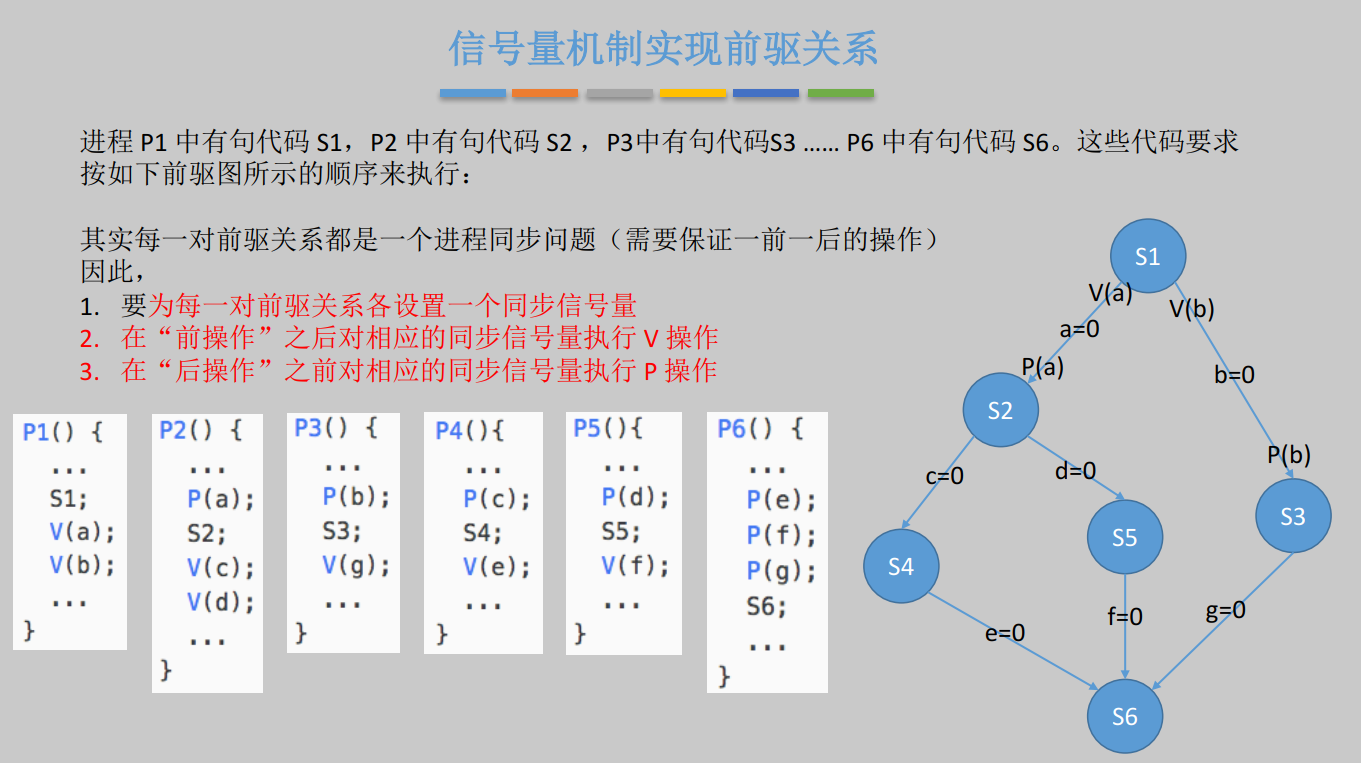 信号量机制实现前驱关系
进程 P1 中有句代码 S1，P2 中有句代码 S2 ，P3中有句代码S3 …… P6 中有句代码 S6。这些代码要求
按如下前驱图所示的顺序来执行：
其实每一对前驱关系都是一个进程同步问题（需要保证一前一后的操作）
因此，
1. 要为每一对前驱关系各设置一个同步信号量
2. 在“前操作”之后对相应的同步信号量执行 V 操作
3. 在“后操作”之前对相应的同步信号量执行 P 操作
P1() {
...
S1;
V(a);
V(b);
...
}
P2() {
...
P(a);
S2;
V(c);
V(d);
...
}
P3() {
...
P(b);
S3;
V(g);
...
}
P4(){
...
P(c);
S4;
V(e);
...
}
P5(){
...
P(d);
S5;
V(f);
...
}
P6() {
...
P(e);
P(f);
P(g);
S6;
...
}
S1
V(a)
V(b)
a=0
P(a)
b=0
S2
P(b)
c=0
d=0
S3
S5
S4
e=0
f=0
g=0
S6